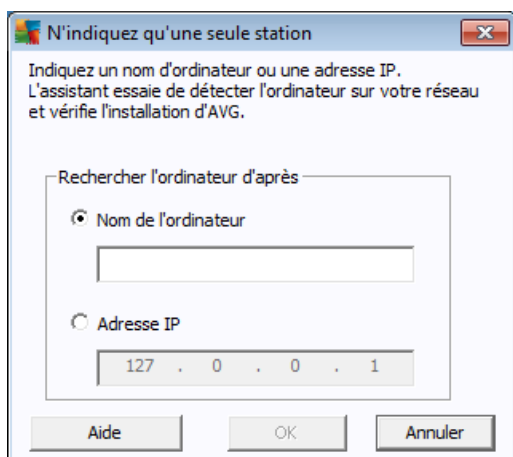 N'indiquez qu'une seule station
Indiquez un nom d'ordinateur ou une adresse IP.
L'assistant essaie de détecter l'ordinateur sur votre réseau
et vérifie l'installation d'AVG.
Rechercher l'ordinateur d'après
Nom de l'ordinateur
Adresse IP
127 . 0 . 0 . 1
Aide OK Annuler